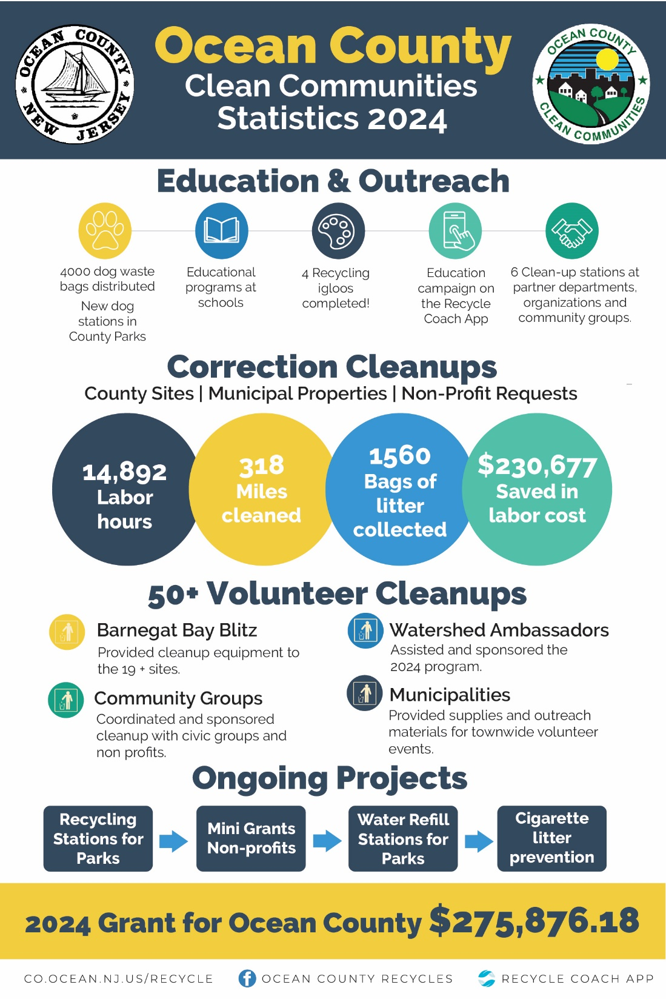 OCEAN COUNTY
NEW JERSEY
Ocean County
Clean Communities
Statistics 2024
OCEAN COUNTY
CLEAN COMMUNITIES
Education & Outreach
4000 dog waste
bags distributed
New dog
stations in
County Parks
Educational
programs at
schools
4 Recycling
igloos
completed!
Education
campaign on
the Recycle
Coach App
6 Clean-up stations at
partner departments,
organizations and
community groups.
Correction Cleanups
County Sites | Municipal Properties | Non-Profit Requests
14,892
Labor
hours
318
Miles
cleaned
1560
Bags of
litter
collected
$230,677
Saved in
labor cost
50+ Volunteer Cleanups
Barnegat Bay Blitz
Provided cleanup equipment to
the 19 + sites.
Community Groups
Coordinated and sponsored
cleanup with civic groups and
non profits.
Watershed Ambassadors
Assisted and sponsored the
2024 program.
Municipalities
Provided supplies and outreach
materials for townwide volunteer
events.
Ongoing Projects
Recycling
Stations for
Parks
Mini Grants
Non-profits
Water Refill
Stations for
Parks
Cigarette
litter
prevention
2024 Grant for Ocean County $275,876.18
CO.OCEAN.NJ.US/RECYCLE
OCEAN COUNTY RECYCLES
RECYCLE COACH APP